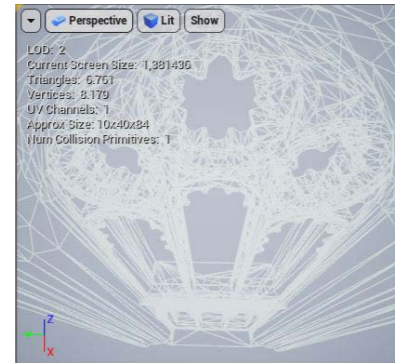 Perspective Lit Show
LOD: 2
Current Screen Size: 1,381436
Triangles: 6.761
Vertices: 8.179
UV Channels: 1
Approx Size: 10x40x84
Num Collision Primitives: 1
Z
X